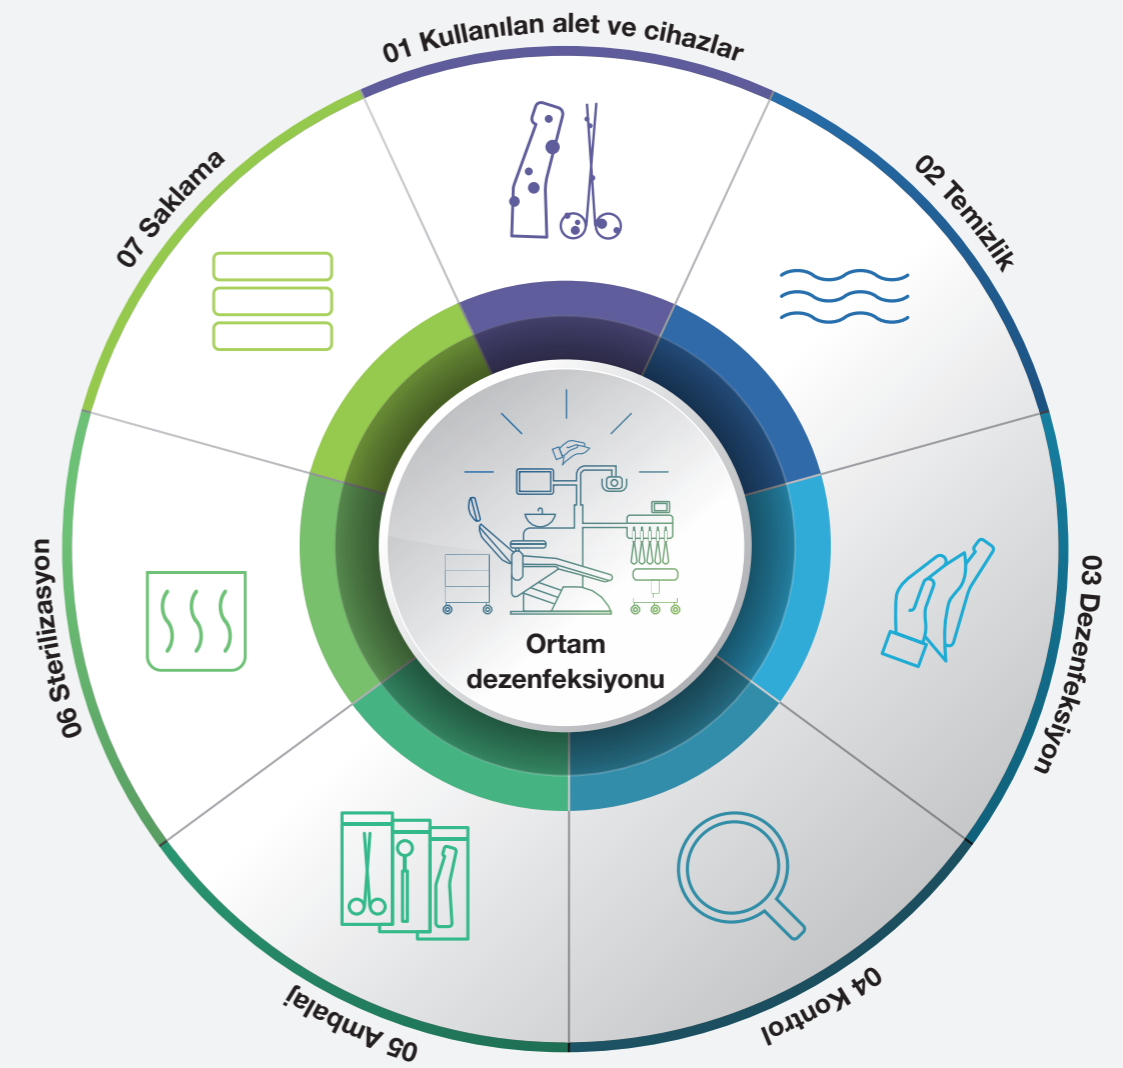 01 Kullanılan alet ve cihazlar
02 Temizlik
03 Dezenfeksiyon
04 Kontrol
05 Ambalaj
06 Sterilizasyon
07 Saklama
Ortam
dezenfeksiyonu